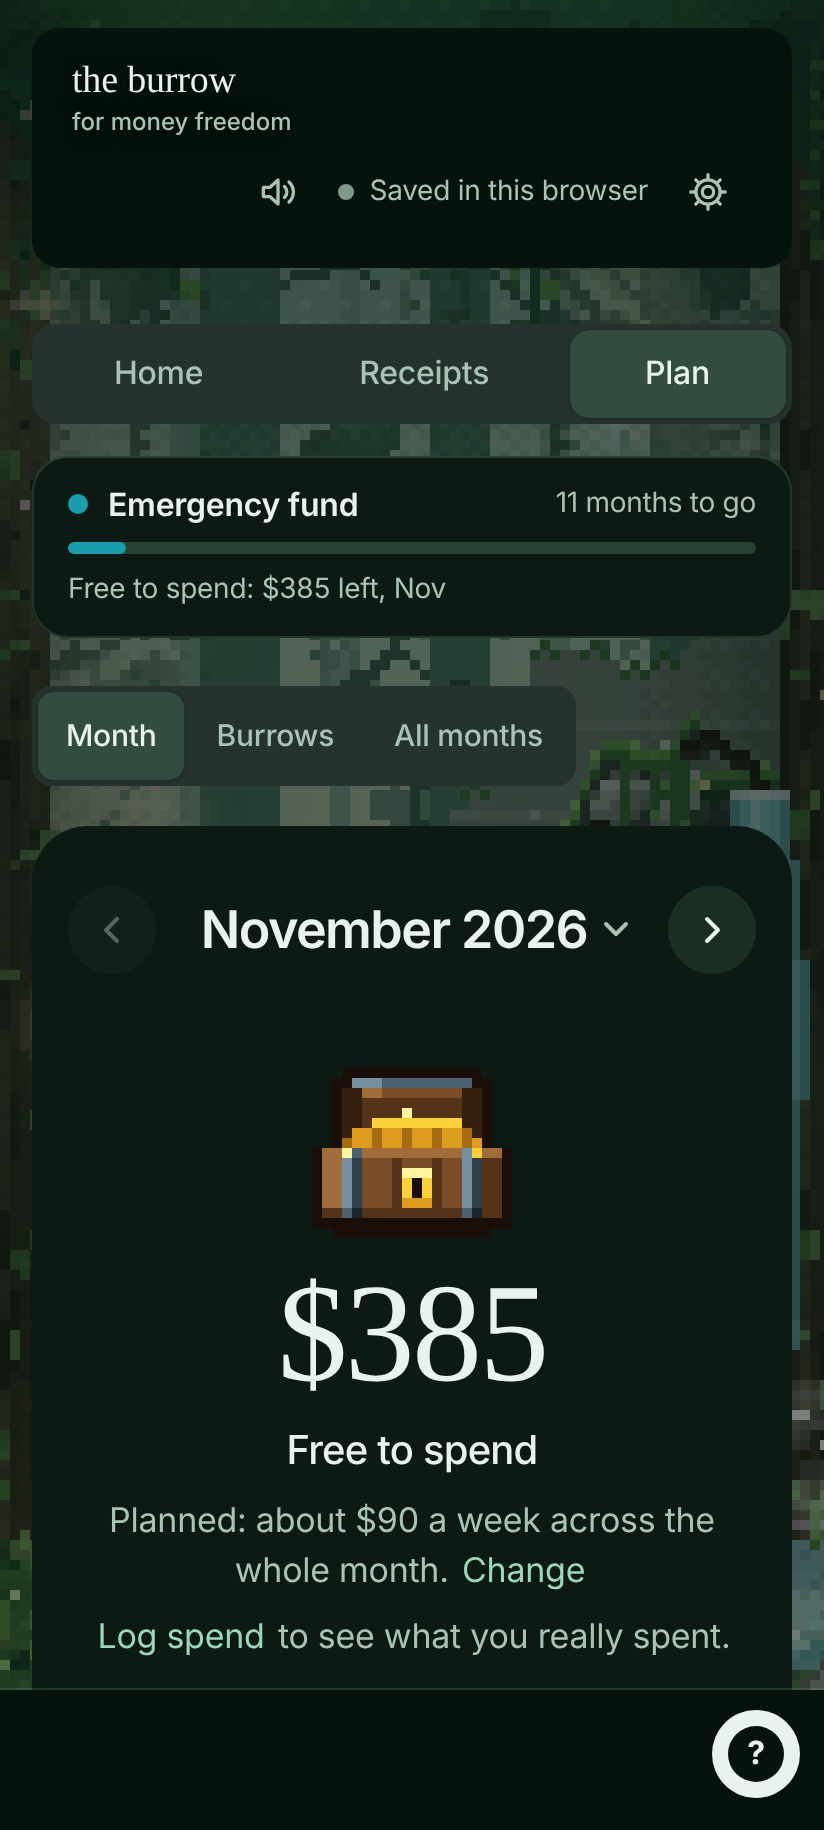 the burrow
for money freedom
Saved in this browser
Home
Receipts
Plan
Emergency fund
11 months to go
Free to spend: $385 left, Nov
Month
Burrows
All months
November 2026
$385
Free to spend
Planned: about $90 a week across the
whole month. Change
Log spend to see what you really spent.
?